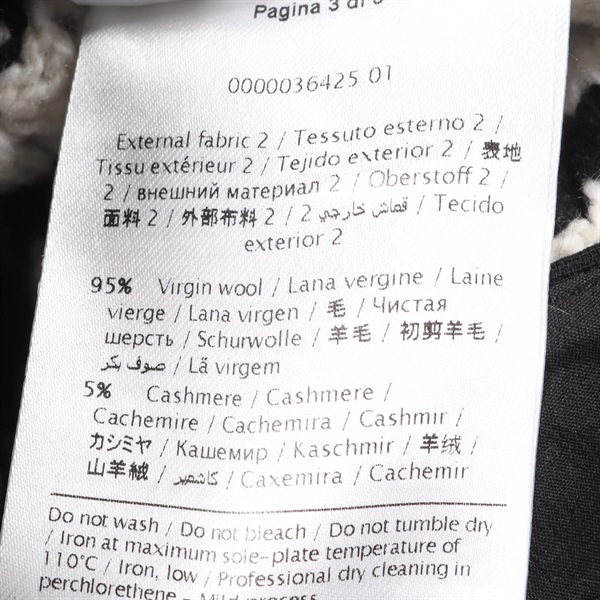 Pagina 3 di
0000036425 01
External fabric 2 / Tessuto esterno 2 /
Tissu extérieur 2 / Tejido exterior 2 / 表地
2 / внешний материал 2 / Oberstoff 2 /
面料 2 / 外部布料 2 / 2 قماش خارجي / Tecido
exterior 2
95% Virgin wool / Lana vergine / Laine
vierge / Lana virgen / 毛 / Чистая
шерсть / Schurwolle / 羊毛 / 初剪羊毛 /
صوف بكر / Lã virgem
5% Cashmere / Cashmere /
Cachemire / Cachemira / Cashmir /
カシミヤ / Кашемир / Kaschmir / 羊绒 /
山羊絨 / كاشمير / Caxemira / Cachemir
Do not wash / Do not bleach / Do not tumble dry
/ Iron at maximum sole-plate temperature of
110°C / Iron, low / Professional dry cleaning in
perchlorethene - Mild process